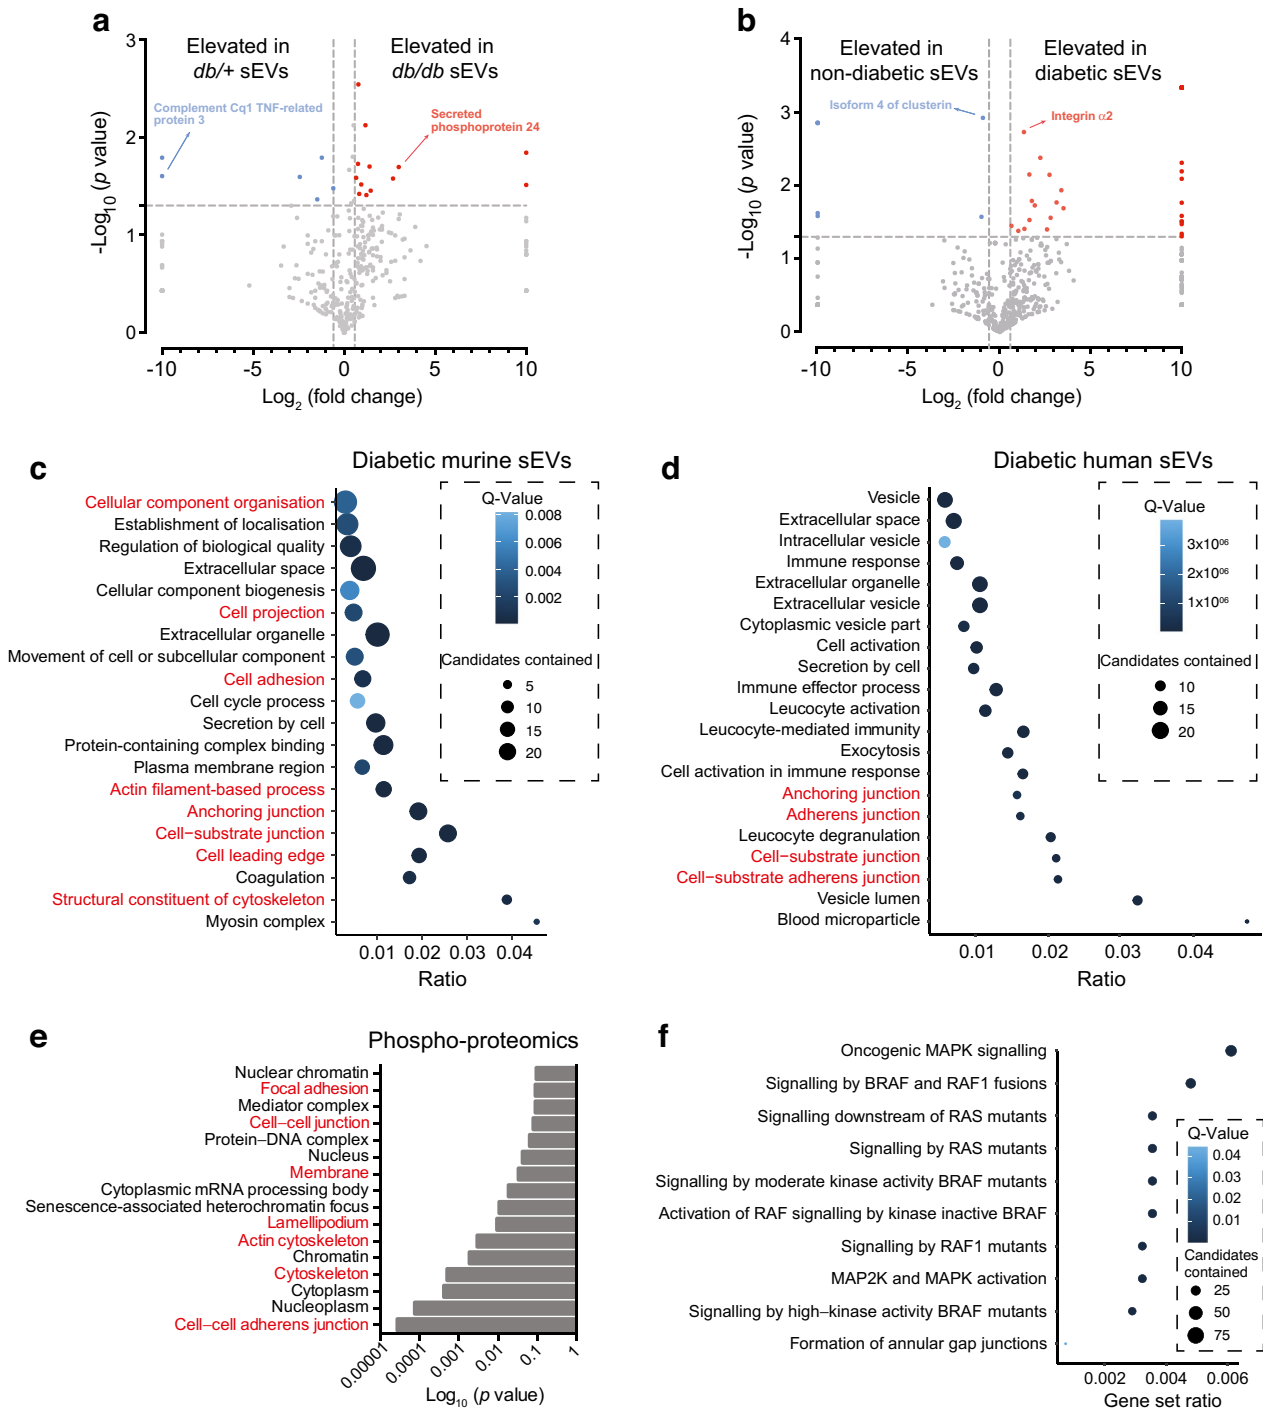 a
Elevated in
db/+ sEVs
Elevated in
db/db sEVs
Complement Cq1 TNF-related
protein 3
Secreted
phosphoprotein 24
-Log10 (p value)
3
2
1
0
-10
-5
0
5
10
Log2 (fold change)
b
Elevated in
non-diabetic sEVs
Elevated in
diabetic sEVs
Isoform 4 of clusterin
Integrin α2
-Log10 (p value)
4
3
2
1
0
-10
-5
0
5
10
Log2 (fold change)
c
Diabetic murine sEVs
Cellular component organisation
Establishment of localisation
Regulation of biological quality
Extracellular space
Cellular component biogenesis
Cell projection
Extracellular organelle
Movement of cell or subcellular component
Cell adhesion
Cell cycle process
Secretion by cell
Protein-containing complex binding
Plasma membrane region
Actin filament-based process
Anchoring junction
Cell−substrate junction
Cell leading edge
Coagulation
Structural constituent of cytoskeleton
Myosin complex
Q-Value
0.008
0.006
0.004
0.002
Candidates contained
5
10
15
20
0.01
0.02
0.03
0.04
Ratio
d
Diabetic human sEVs
Vesicle
Extracellular space
Intracellular vesicle
Immune response
Extracellular organelle
Extracellular vesicle
Cytoplasmic vesicle part
Cell activation
Secretion by cell
Immune effector process
Leucocyte activation
Leucocyte-mediated immunity
Exocytosis
Cell activation in immune response
Anchoring junction
Adherens junction
Leucocyte degranulation
Cell−substrate junction
Cell−substrate adherens junction
Vesicle lumen
Blood microparticle
Q-Value
3x10⁰⁶
2x10⁰⁶
1x10⁰⁶
Candidates contained
10
15
20
0.01
0.02
0.03
0.04
Ratio
e
Phospho-proteomics
Nuclear chromatin
Focal adhesion
Mediator complex
Cell−cell junction
Protein−DNA complex
Nucleus
Membrane
Cytoplasmic mRNA processing body
Senescence-associated heterochromatin focus
Lamellipodium
Actin cytoskeleton
Chromatin
Cytoskeleton
Cytoplasm
Nucleoplasm
Cell−cell adherens junction
0.00001
0.0001
0.001
0.01
0.1
1
Log10 (p value)
f
Oncogenic MAPK signalling
Signalling by BRAF and RAF1 fusions
Signalling downstream of RAS mutants
Signalling by RAS mutants
Signalling by moderate kinase activity BRAF mutants
Activation of RAF signalling by kinase inactive BRAF
Signalling by RAF1 mutants
MAP2K and MAPK activation
Signalling by high−kinase activity BRAF mutants
Formation of annular gap junctions
Q-Value
0.04
0.03
0.02
0.01
Candidates
contained
25
50
75
0.002
0.004
0.006
Gene set ratio